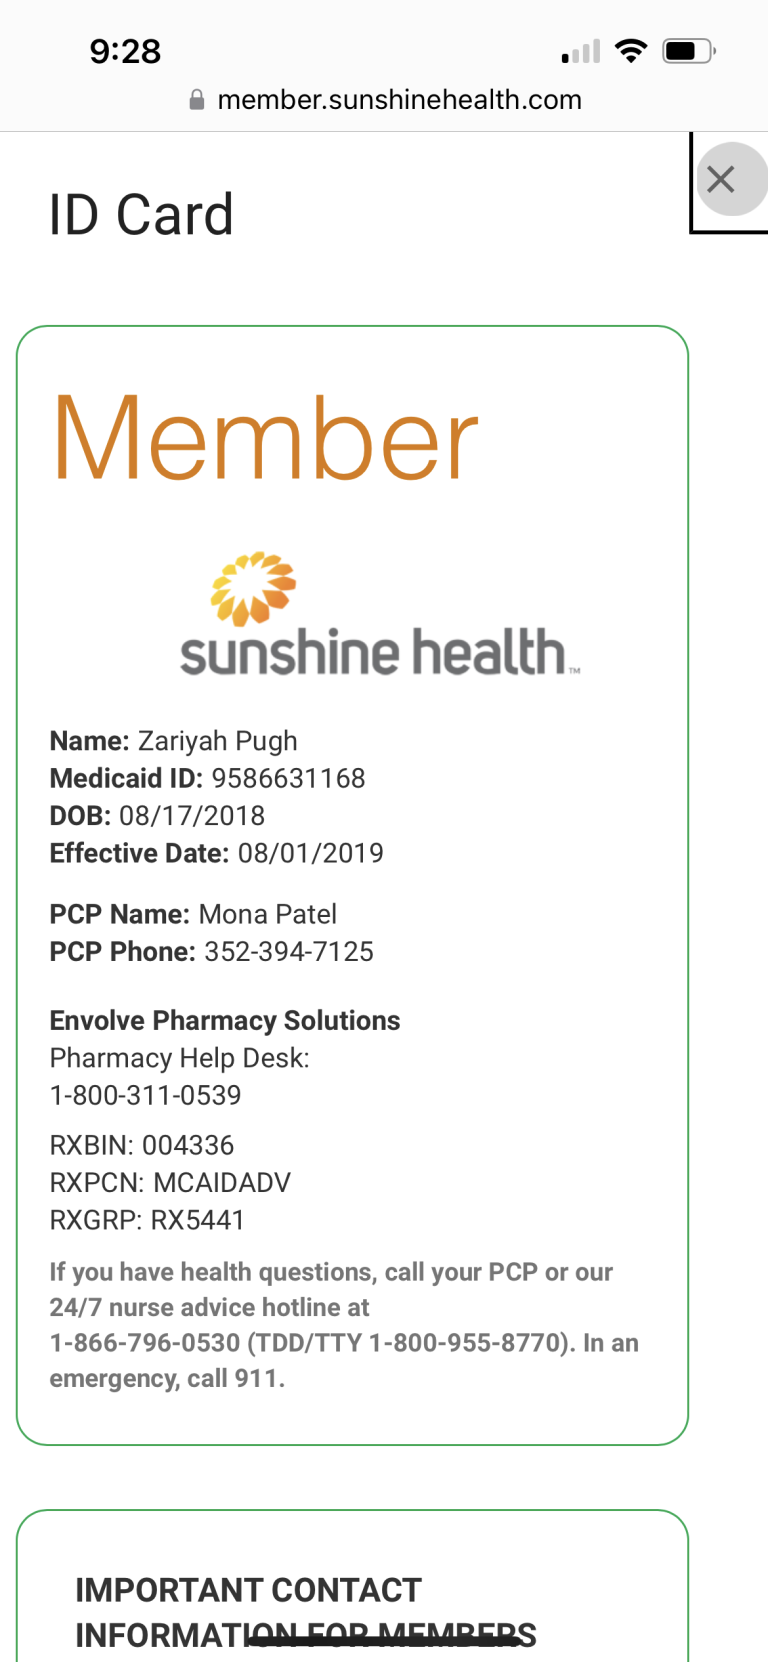 9:28
member.sunshinehealth.com
ID Card
Member
sunshine health™
Name: Zariyah Pugh
Medicaid ID: 9586631168
DOB: 08/17/2018
Effective Date: 08/01/2019
PCP Name: Mona Patel
PCP Phone: 352-394-7125
Envolve Pharmacy Solutions
Pharmacy Help Desk:
1-800-311-0539
RXBIN: 004336
RXPCN: MCAIDADV
RXGRP: RX5441
If you have health questions, call your PCP or our
24/7 nurse advice hotline at
1-866-796-0530 (TDD/TTY 1-800-955-8770). In an
emergency, call 911.
IMPORTANT CONTACT
INFORMATION FOR MEMBERS